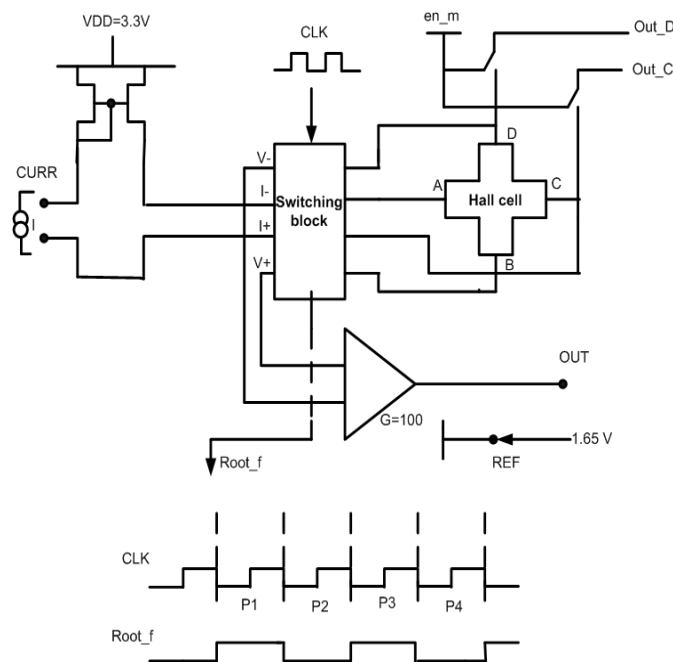 VDD=3.3V
CLK
en_m
Out_D
Out_C
CURR
I
V-
I-
I+
V+
Switching
block
A
D
C
B
Hall cell
G=100
OUT
1.65 V
REF
Root_f
CLK
P1
P2
P3
P4
Root_f